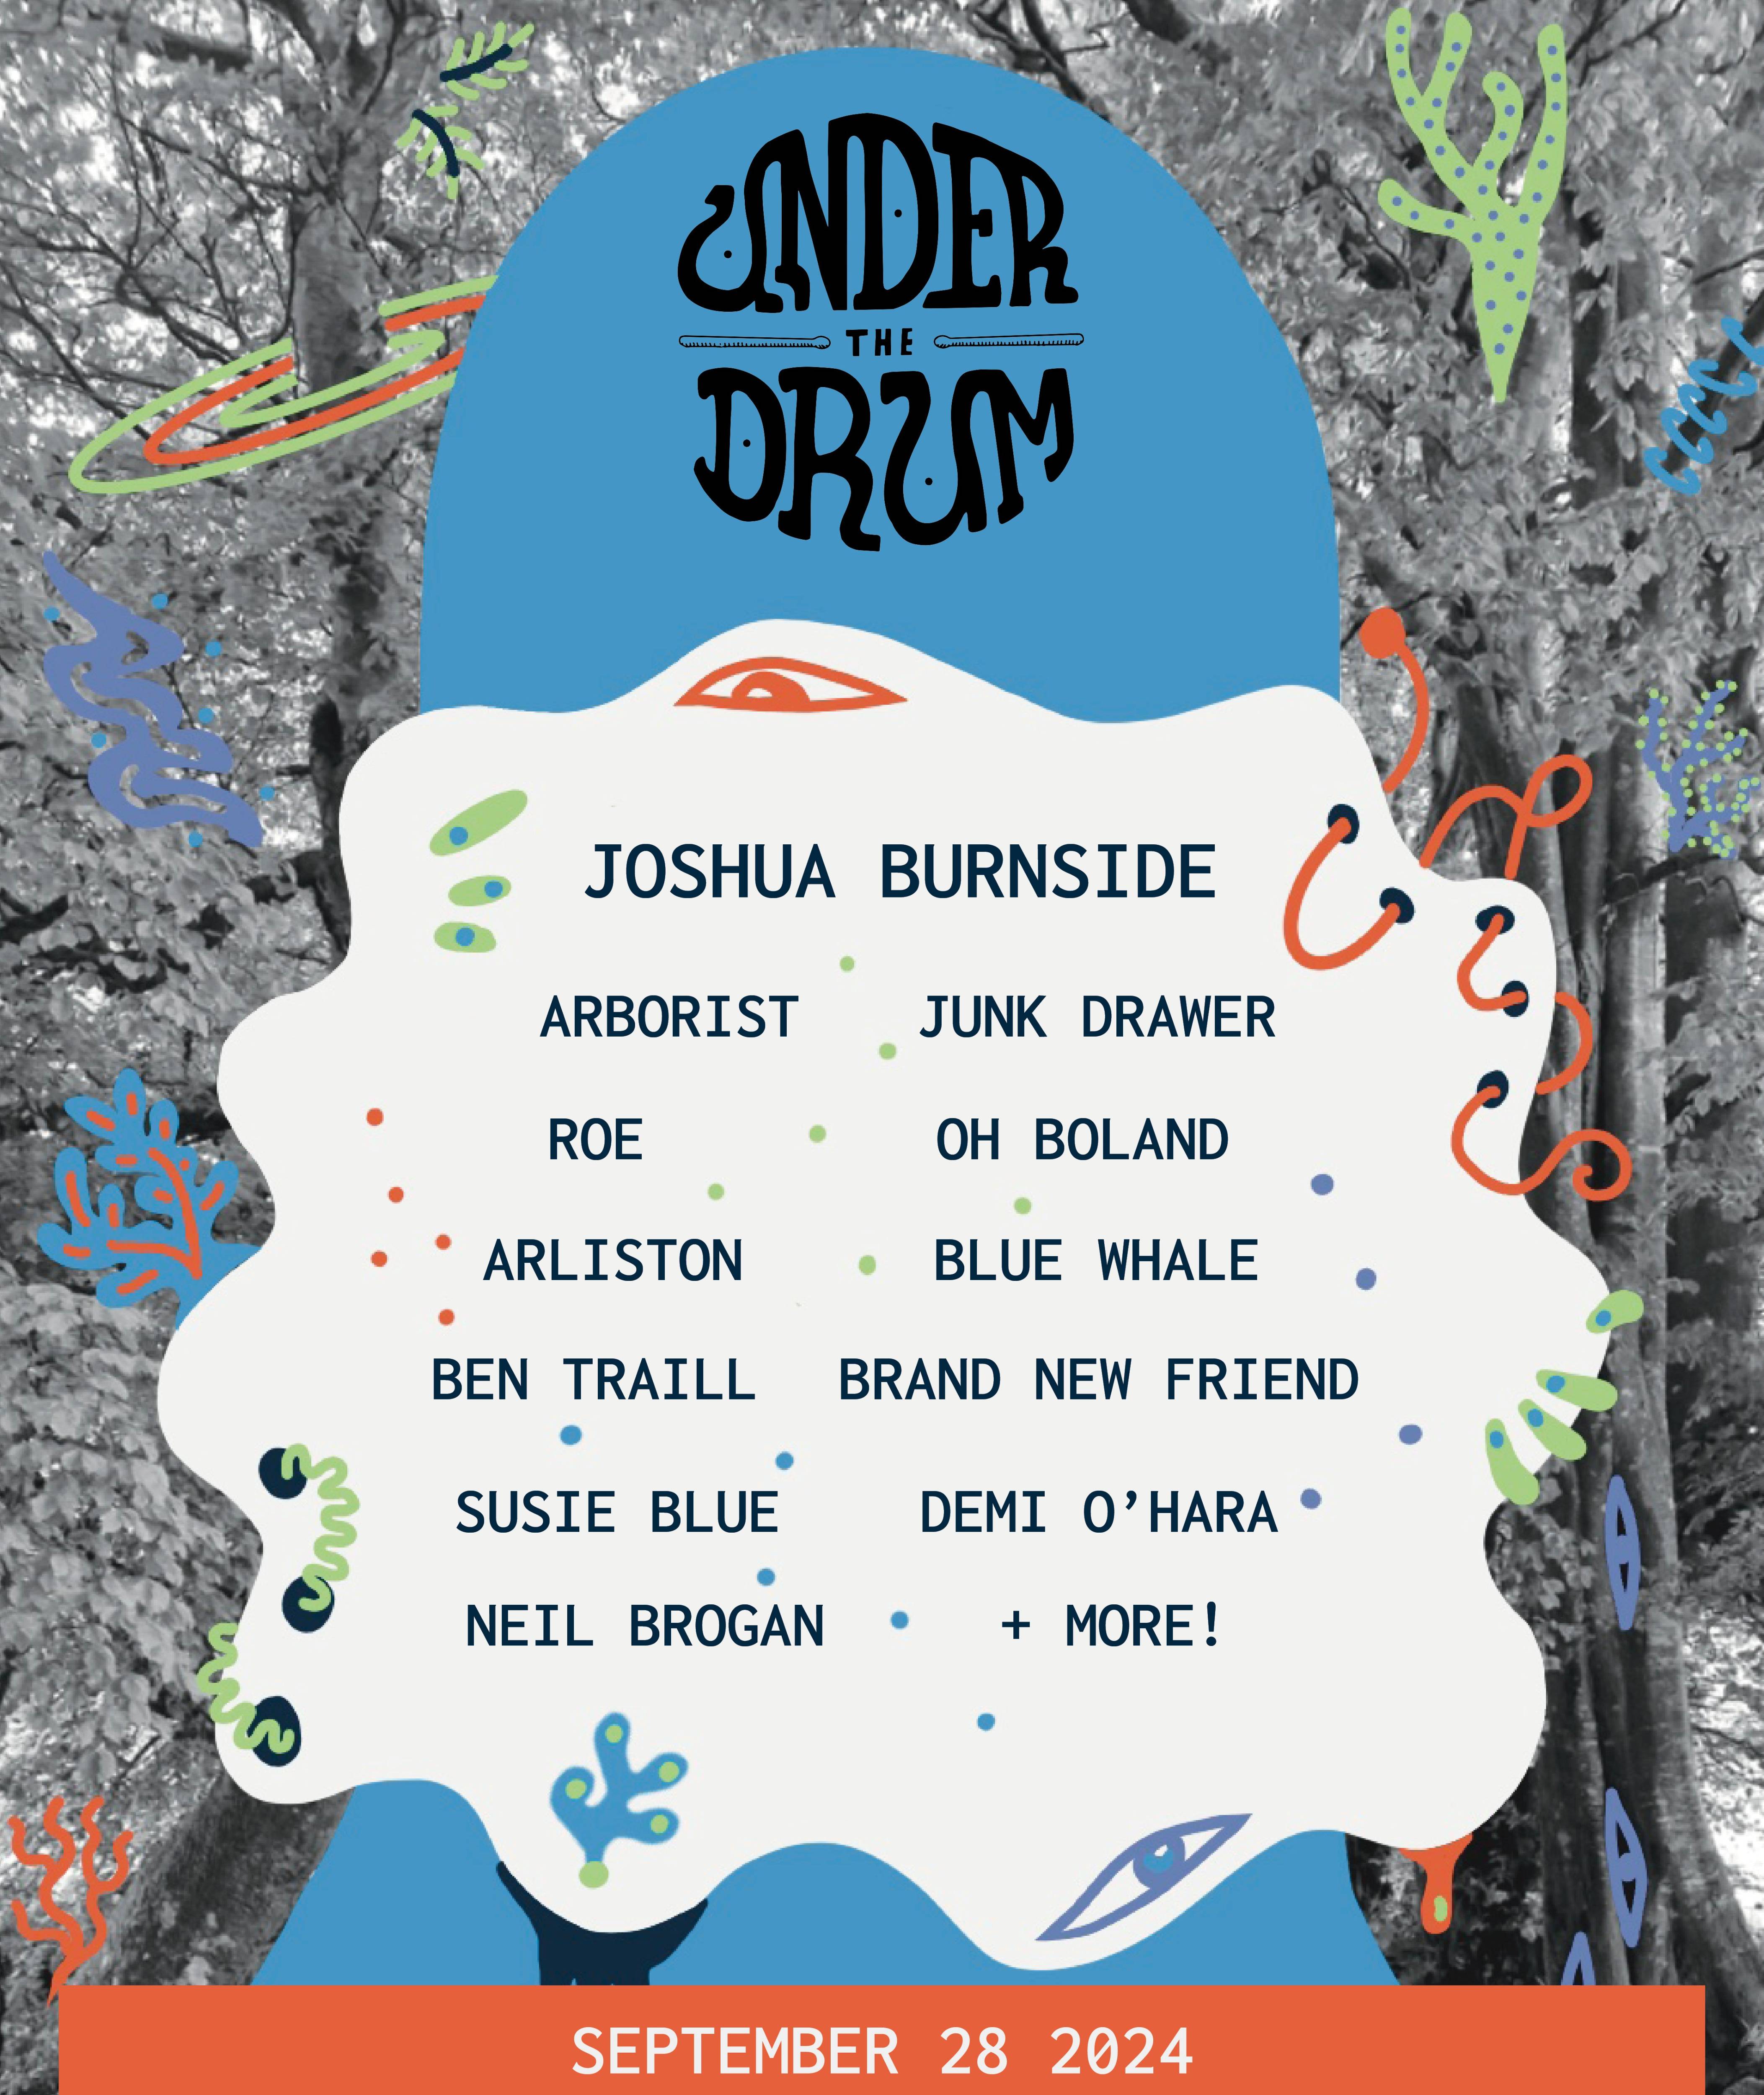 UNDER
THE
DRUM
JOSHUA BURNSIDE
ARBORIST JUNK DRAWER
ROE OH BOLAND
ARLISTON BLUE WHALE
BEN TRAILL BRAND NEW FRIEND
SUSIE BLUE DEMI O’HARA
NEIL BROGAN + MORE!
SEPTEMBER 28 2024